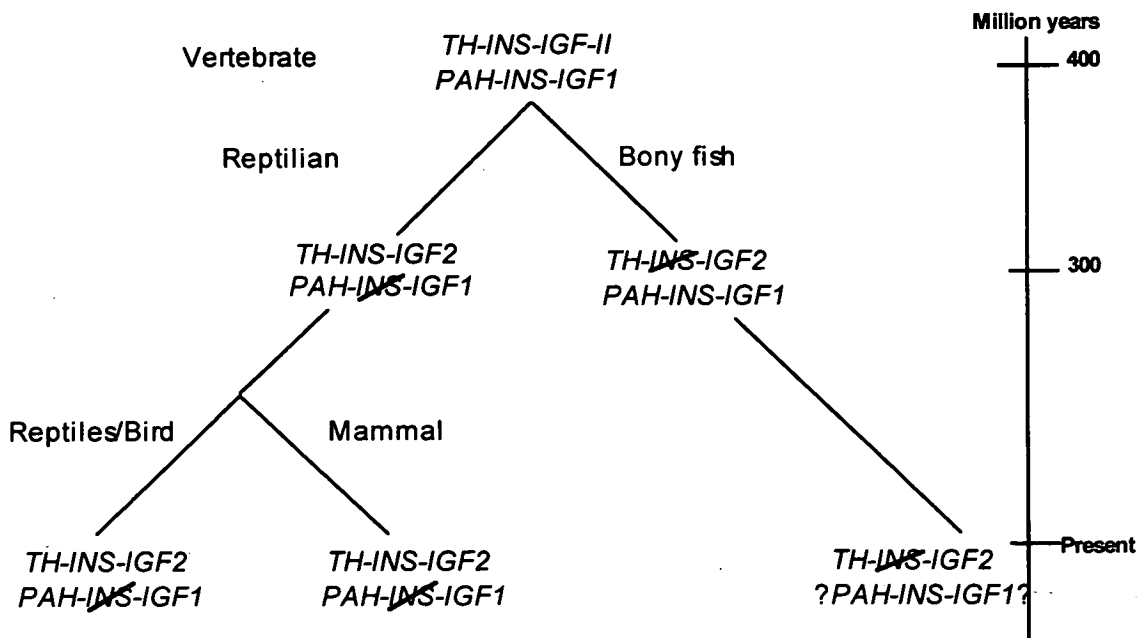 Million years
400
Vertebrate
TH-INS-IGF-II
PAH-INS-IGF1
Reptilian
Bony fish
TH-INS-IGF2
PAH-INS-IGF1
TH-INS-IGF2
PAH-INS-IGF1
300
Reptiles/Bird
Mammal
TH-INS-IGF2
PAH-INS-IGF1
TH-INS-IGF2
PAH-INS-IGF1
TH-INS-IGF2
?PAH-INS-IGF1?
Present